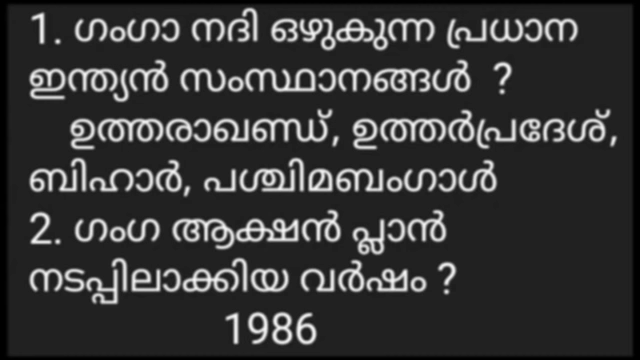 1. ഗംഗാ നദി ഒഴുകുന്ന പ്രധാന
ഇന്ത്യൻ സംസ്ഥാനങ്ങൾ ?
ഉത്തരാഖണ്ഡ്, ഉത്തർപ്രദേശ്,
ബിഹാർ, പശ്ചിമബംഗാൾ
2. ഗംഗ ആക്ഷൻ പ്ലാൻ
നടപ്പിലാക്കിയ വർഷം ?
1986